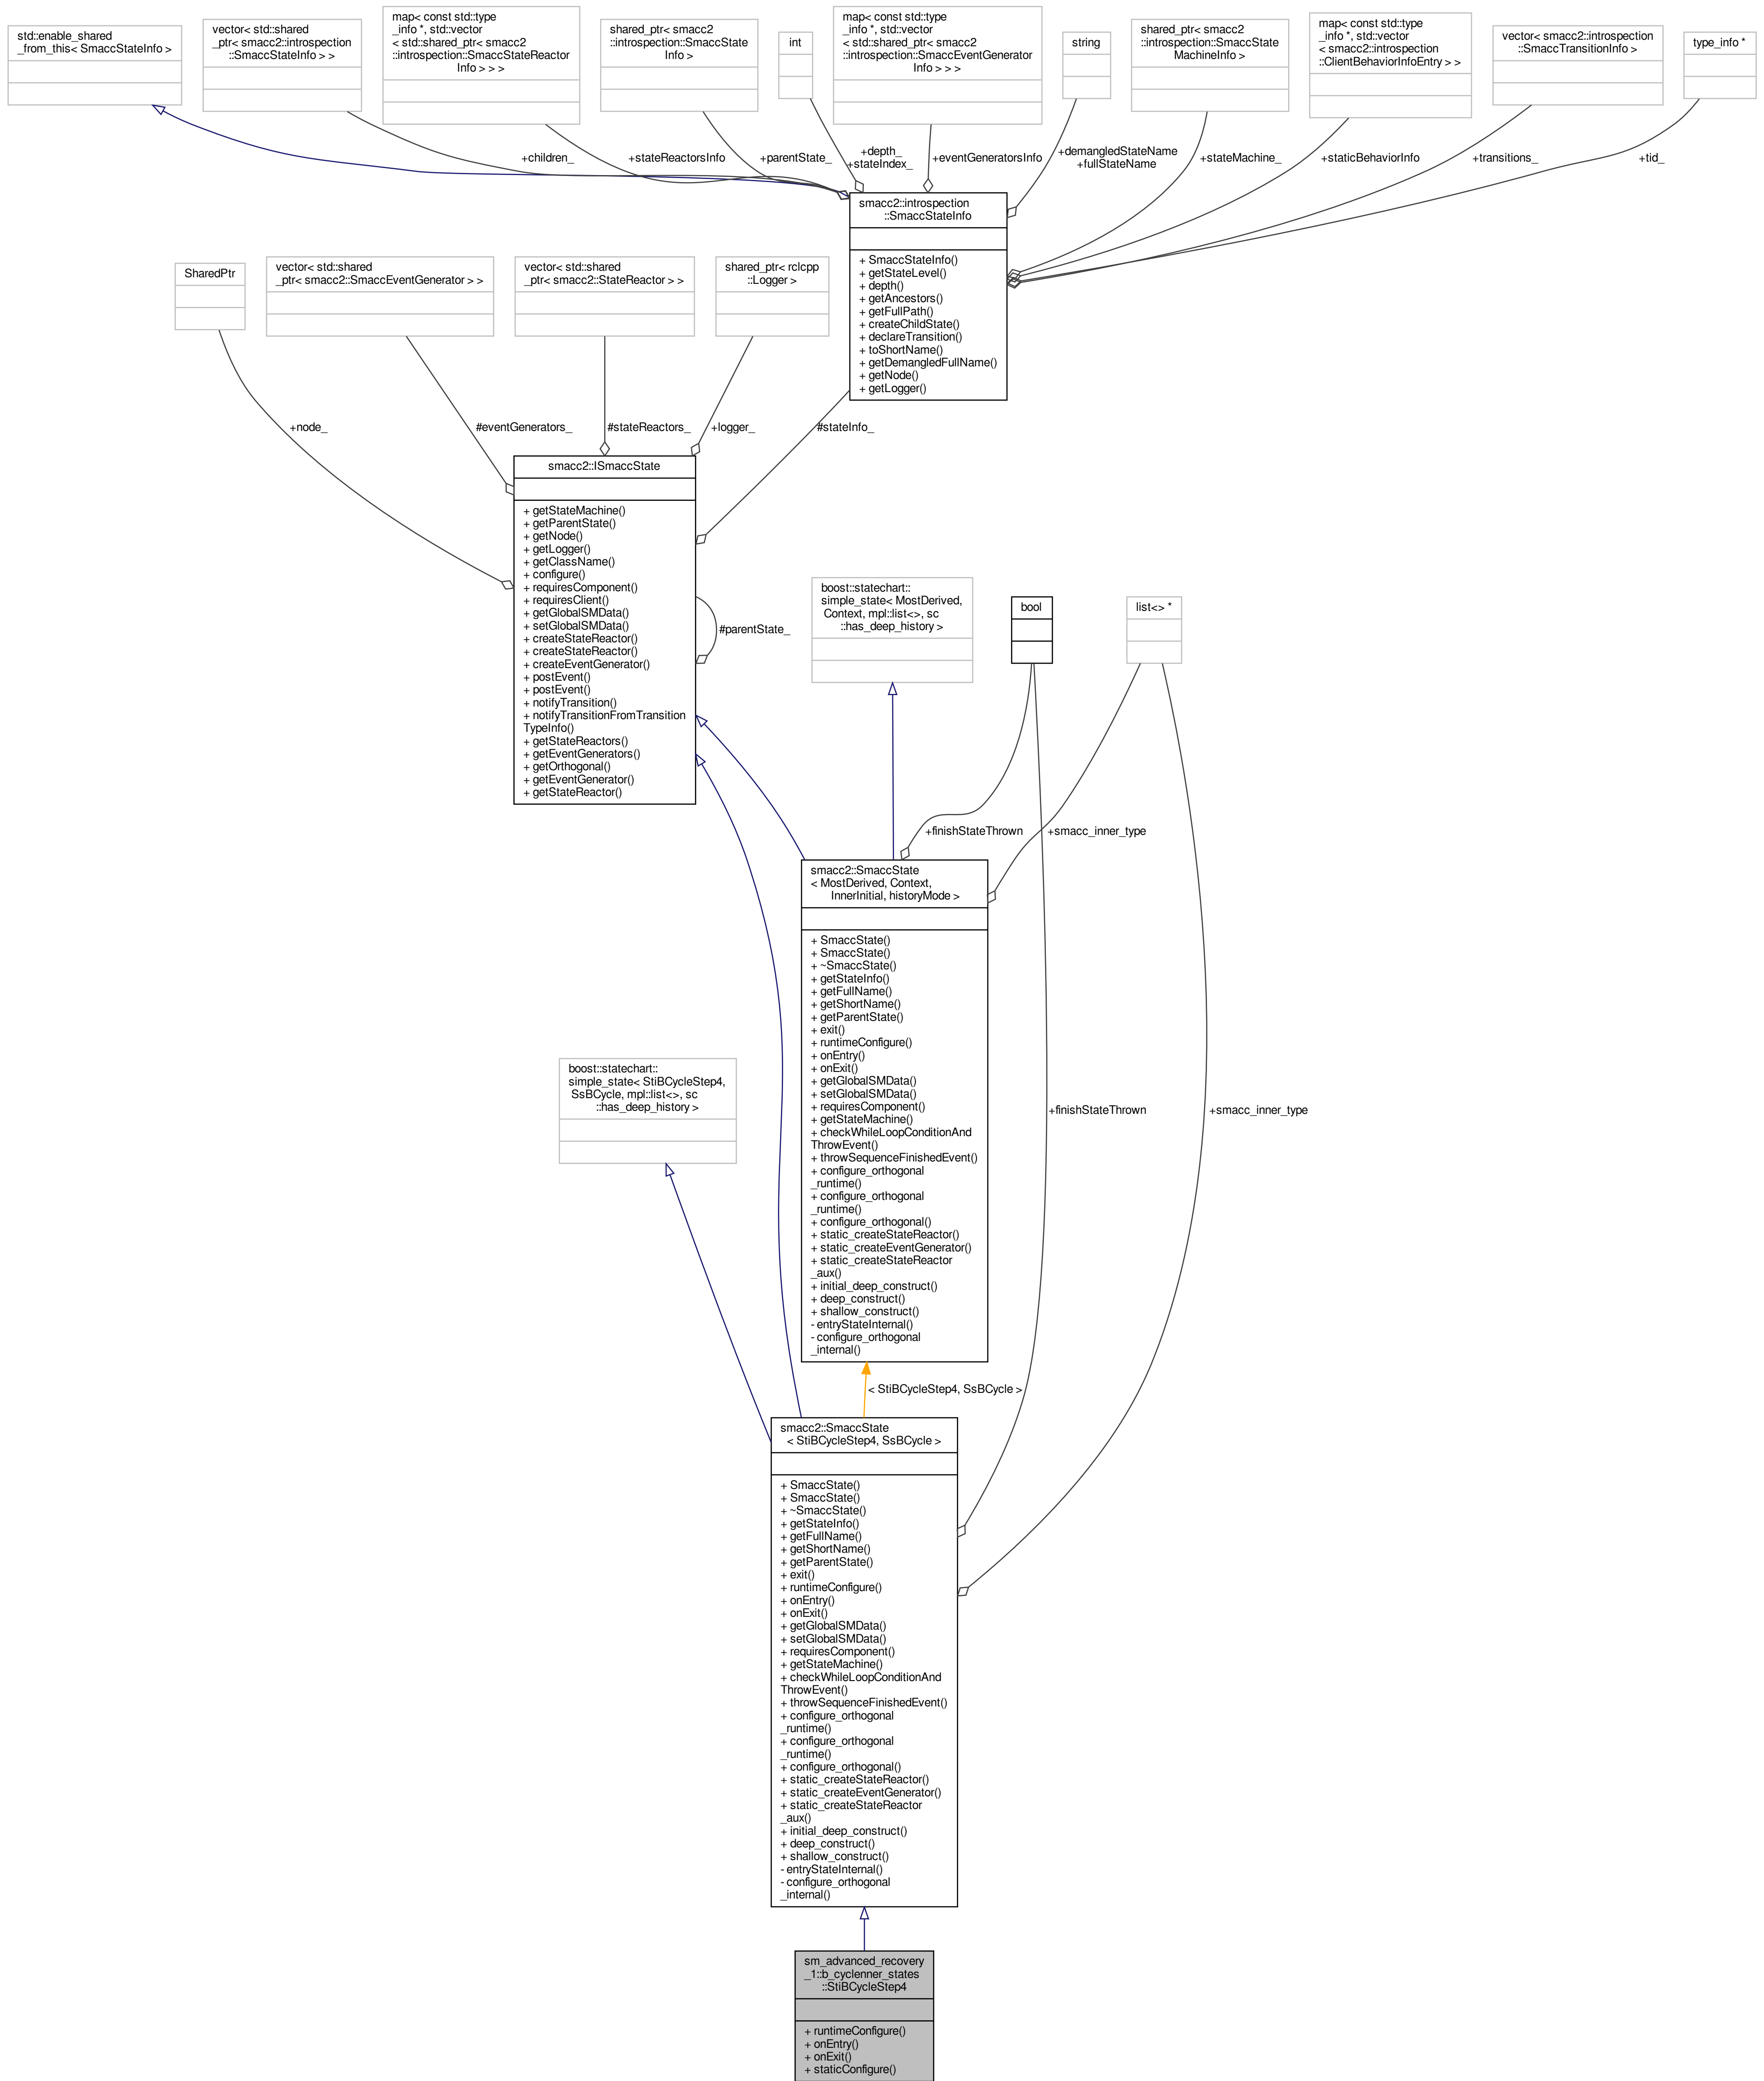 std::enable_shared
_from_this< SmaccStateInfo >
vector< std::shared
_ptr< smacc2::introspection
::SmaccStateInfo > >
map< const std::type
_info *, std::vector
< std::shared_ptr< smacc2
::introspection::SmaccStateReactor
Info > > >
shared_ptr< smacc2
::introspection::SmaccState
Info >
int
map< const std::type
_info *, std::vector
< std::shared_ptr< smacc2
::introspection::SmaccEventGenerator
Info > > >
string
shared_ptr< smacc2
::introspection::SmaccState
MachineInfo >
map< const std::type
_info *, std::vector
< smacc2::introspection
::ClientBehaviorInfoEntry > >
vector< smacc2::introspection
::SmaccTransitionInfo >
type_info *
+children_
+stateReactorsInfo
+parentState_
+depth_
+stateIndex_
+eventGeneratorsInfo
+demangledStateName
+fullStateName
+stateMachine_
+staticBehaviorInfo
+transitions_
+tid_
smacc2::introspection
::SmaccStateInfo
+ SmaccStateInfo()
+ getStateLevel()
+ depth()
+ getAncestors()
+ getFullPath()
+ createChildState()
+ declareTransition()
+ toShortName()
+ getDemangledFullName()
+ getNode()
+ getLogger()
SharedPtr
vector< std::shared
_ptr< smacc2::SmaccEventGenerator > >
vector< std::shared
_ptr< smacc2::StateReactor > >
shared_ptr< rclcpp
::Logger >
+node_
#eventGenerators_
#stateReactors_
+logger_
#stateInfo_
smacc2::ISmaccState
+ getStateMachine()
+ getParentState()
+ getNode()
+ getLogger()
+ getClassName()
+ configure()
+ requiresComponent()
+ requiresClient()
+ getGlobalSMData()
+ setGlobalSMData()
+ createStateReactor()
+ createStateReactor()
+ createEventGenerator()
+ postEvent()
+ postEvent()
+ notifyTransition()
+ notifyTransitionFromTransition
TypeInfo()
+ getStateReactors()
+ getEventGenerators()
+ getOrthogonal()
+ getEventGenerator()
+ getStateReactor()
#parentState_
boost::statechart::
simple_state< MostDerived,
Context, mpl::list<>, sc
::has_deep_history >
bool
list<> *
+finishStateThrown
+smacc_inner_type
smacc2::SmaccState
< MostDerived, Context,
InnerInitial, historyMode >
+ SmaccState()
+ SmaccState()
+ ~SmaccState()
+ getStateInfo()
+ getFullName()
+ getShortName()
+ getParentState()
+ exit()
+ runtimeConfigure()
+ onEntry()
+ onExit()
+ getGlobalSMData()
+ setGlobalSMData()
+ requiresComponent()
+ getStateMachine()
+ checkWhileLoopConditionAnd
ThrowEvent()
+ throwSequenceFinishedEvent()
+ configure_orthogonal
_runtime()
+ configure_orthogonal
_runtime()
+ configure_orthogonal()
+ static_createStateReactor()
+ static_createEventGenerator()
+ static_createStateReactor
_aux()
+ initial_deep_construct()
+ deep_construct()
+ shallow_construct()
- entryStateInternal()
- configure_orthogonal
_internal()
boost::statechart::
simple_state< StiBCycleStep4,
SsBCycle, mpl::list<>, sc
::has_deep_history >
+finishStateThrown
+smacc_inner_type
< StiBCycleStep4, SsBCycle >
smacc2::SmaccState
< StiBCycleStep4, SsBCycle >
+ SmaccState()
+ SmaccState()
+ ~SmaccState()
+ getStateInfo()
+ getFullName()
+ getShortName()
+ getParentState()
+ exit()
+ runtimeConfigure()
+ onEntry()
+ onExit()
+ getGlobalSMData()
+ setGlobalSMData()
+ requiresComponent()
+ getStateMachine()
+ checkWhileLoopConditionAnd
ThrowEvent()
+ throwSequenceFinishedEvent()
+ configure_orthogonal
_runtime()
+ configure_orthogonal
_runtime()
+ configure_orthogonal()
+ static_createStateReactor()
+ static_createEventGenerator()
+ static_createStateReactor
_aux()
+ initial_deep_construct()
+ deep_construct()
+ shallow_construct()
- entryStateInternal()
- configure_orthogonal
_internal()
sm_advanced_recovery
_1::b_cyclenner_states
::StiBCycleStep4
+ runtimeConfigure()
+ onEntry()
+ onExit()
+ staticConfigure()